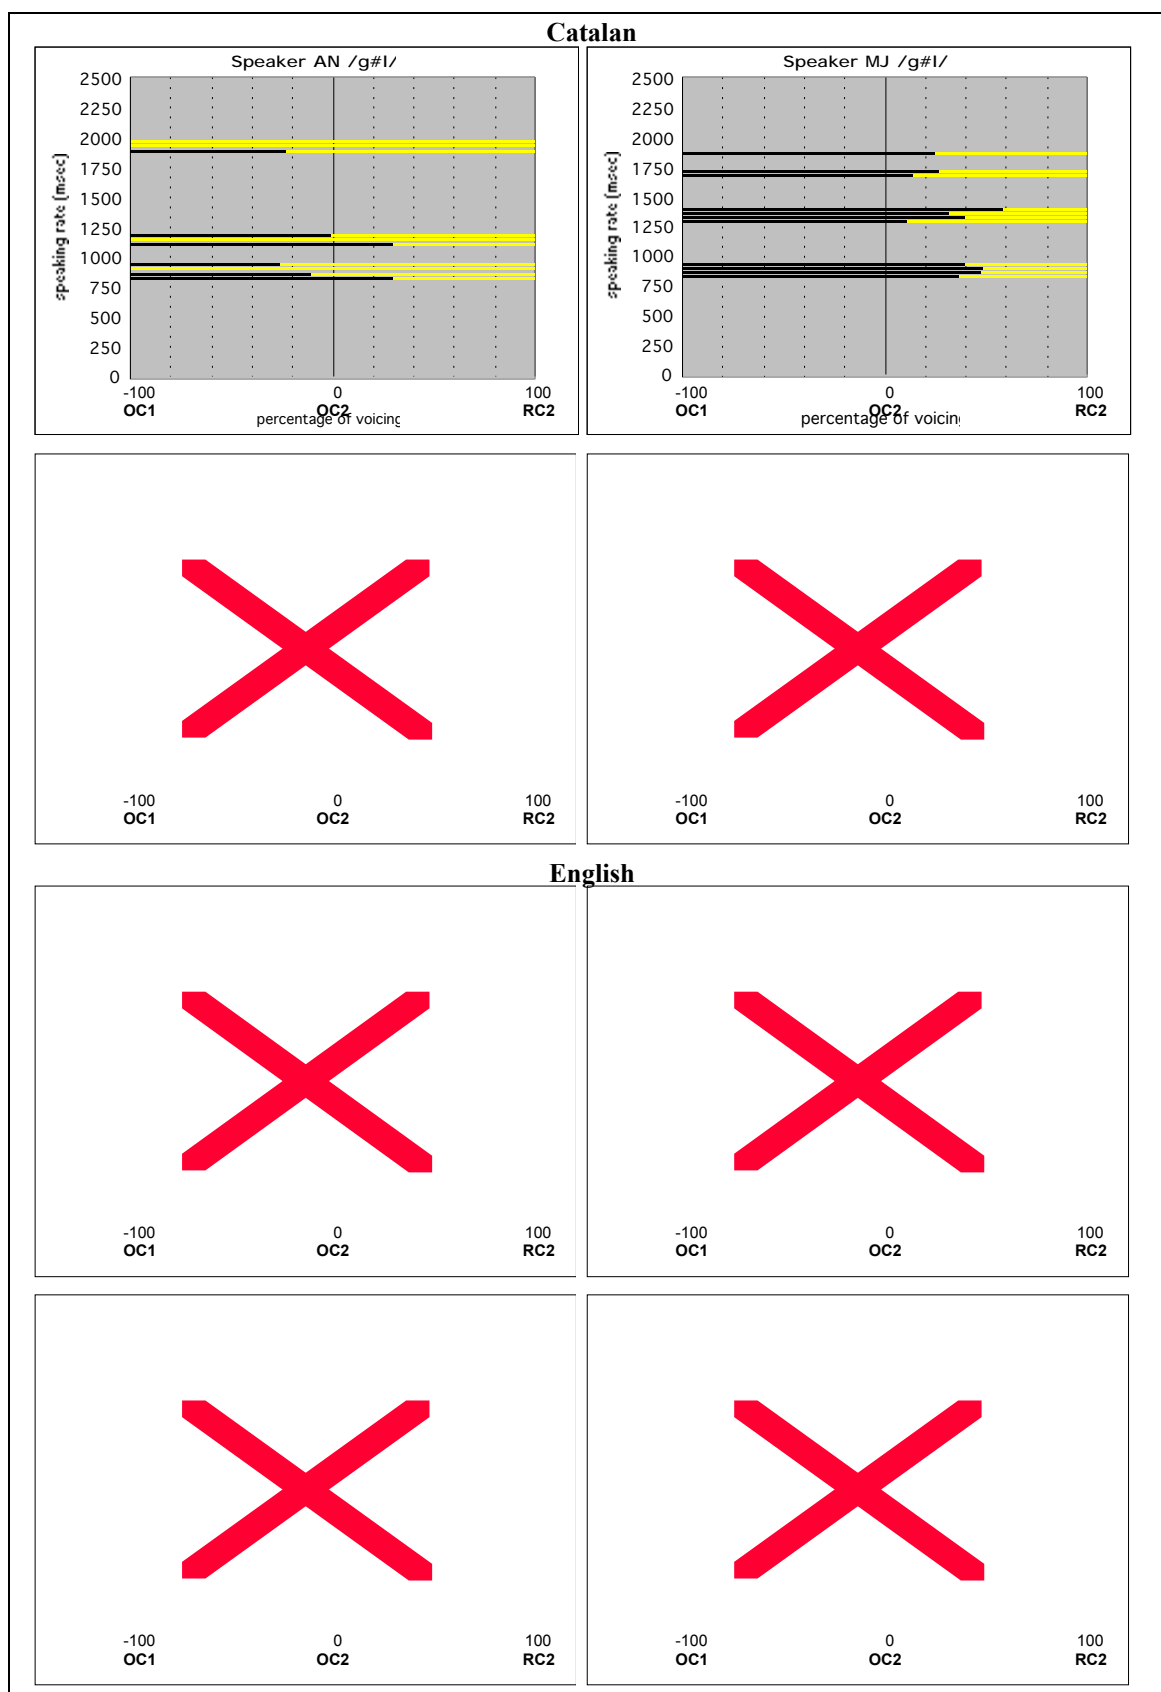 Catalan
Speaker AN /g#l/
2500
2250
2000
1750
1500
1250
1000
750
500
250
0
speaking rate (msec)
-100 0 100
OC1 OC2 RC2
percentage of voicing
Speaker MJ /g#l/
2500
2250
2000
1750
1500
1250
1000
750
500
250
0
speaking rate (msec)
-100 0 100
OC1 OC2 RC2
percentage of voicin
-100 0 100
OC1 OC2 RC2
-100 0 100
OC1 OC2 RC2
English
-100 0 100
OC1 OC2 RC2
-100 0 100
OC1 OC2 RC2
-100 0 100
OC1 OC2 RC2
-100 0 100
OC1 OC2 RC2